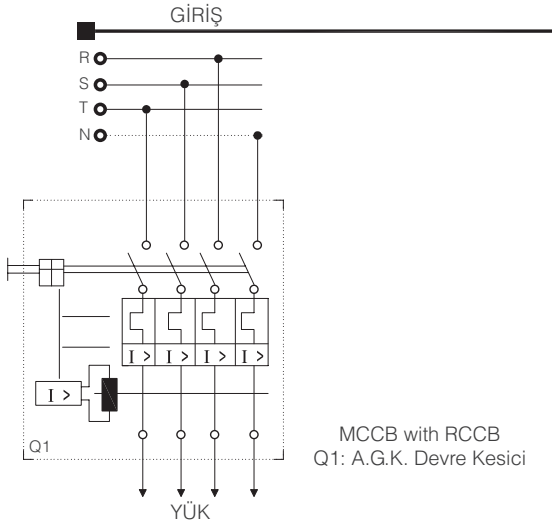 GİRİŞ
R
S
T
N
I > I > I > I >
I >
Q1
MCCB with RCCB
Q1: A.G.K. Devre Kesici
YÜK